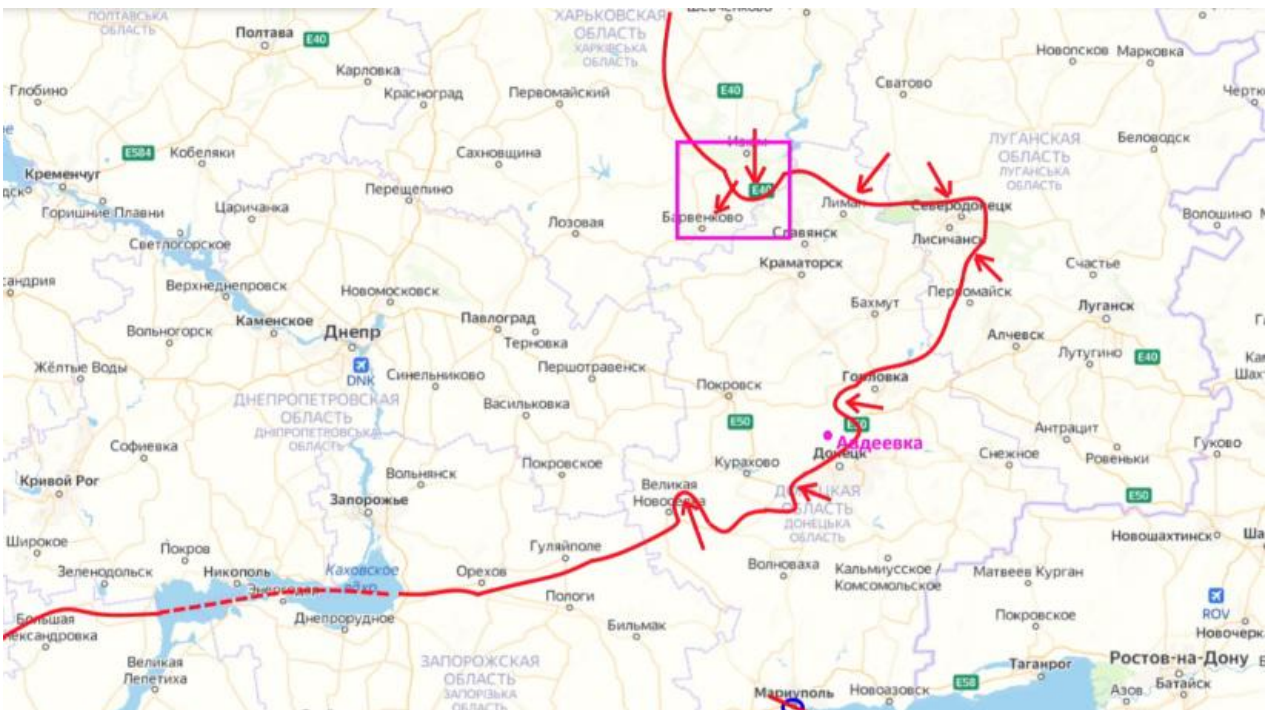 ПОЛТАВСЬКА
ОБЛАСТЬ
Полтава
E40
ХАРЬКОВСКАЯ
ОБЛАСТЬ
ХАРКІВСЬКА
ОБЛАСТЬ
Новопсков
Марковка
Карловка
Глобино
Красноград
Первомайский
E40
Сватово
E584
Кобеляки
Сахновщина
ЛУГАНСКАЯ
ОБЛАСТЬ
ЛУГАНСЬКА
ОБЛАСТЬ
Беловодск
Кременчуг
Горишние Плавни
Царичанка
Перещепино
E40
Лиман
Северодонецк
Волошино
Светлогорское
Лозовая
Барвенково
Славянск
Лисичанск
Краматорск
Счастье
Верхнеднепровск
Новомосковск
Бахмут
Первомайск
Луганск
Вольногорск
Каменское
Днепр
Павлоград
Терновка
Алчевск
Лутугино
E40
Жёлтые Воды
DNK
Синельниково
Першотравенск
Покровск
Горловка
ДНЕПРОПЕТРОВСКАЯ
ОБЛАСТЬ
ДНІПРОПЕТРОВСЬКА
ОБЛАСТЬ
Васильковка
E50
Авдеевка
Антрацит
Софиевка
Ровеньки
Гуково
Кривой Рог
Вольнянск
Покровское
Курахово
Донецк
Снежное
Запорожье
Великая
Новоселка
ДОНЕЦКАЯ
ОБЛАСТЬ
ДОНЕЦЬКА
ОБЛАСТЬ
E50
Широкое
Покров
Гуляйполе
Новошахтинск
Зеленодольск
Никополь
Каховское
Энергодар
Орехов
Волноваха
Кальмиусское /
Комсомольское
Матвеев Курган
Большая
Днепрорудное
Пологи
Покровское
ROV
Бильмак
Великая
Лепетиха
ЗАПОРОЖСКАЯ
ОБЛАСТЬ
ЗАПОРІЗЬКА
ОБЛАСТЬ
Таганрог
Ростов-на-Дону
Мариуполь
Новоазовск
E58
Азов
Батайск